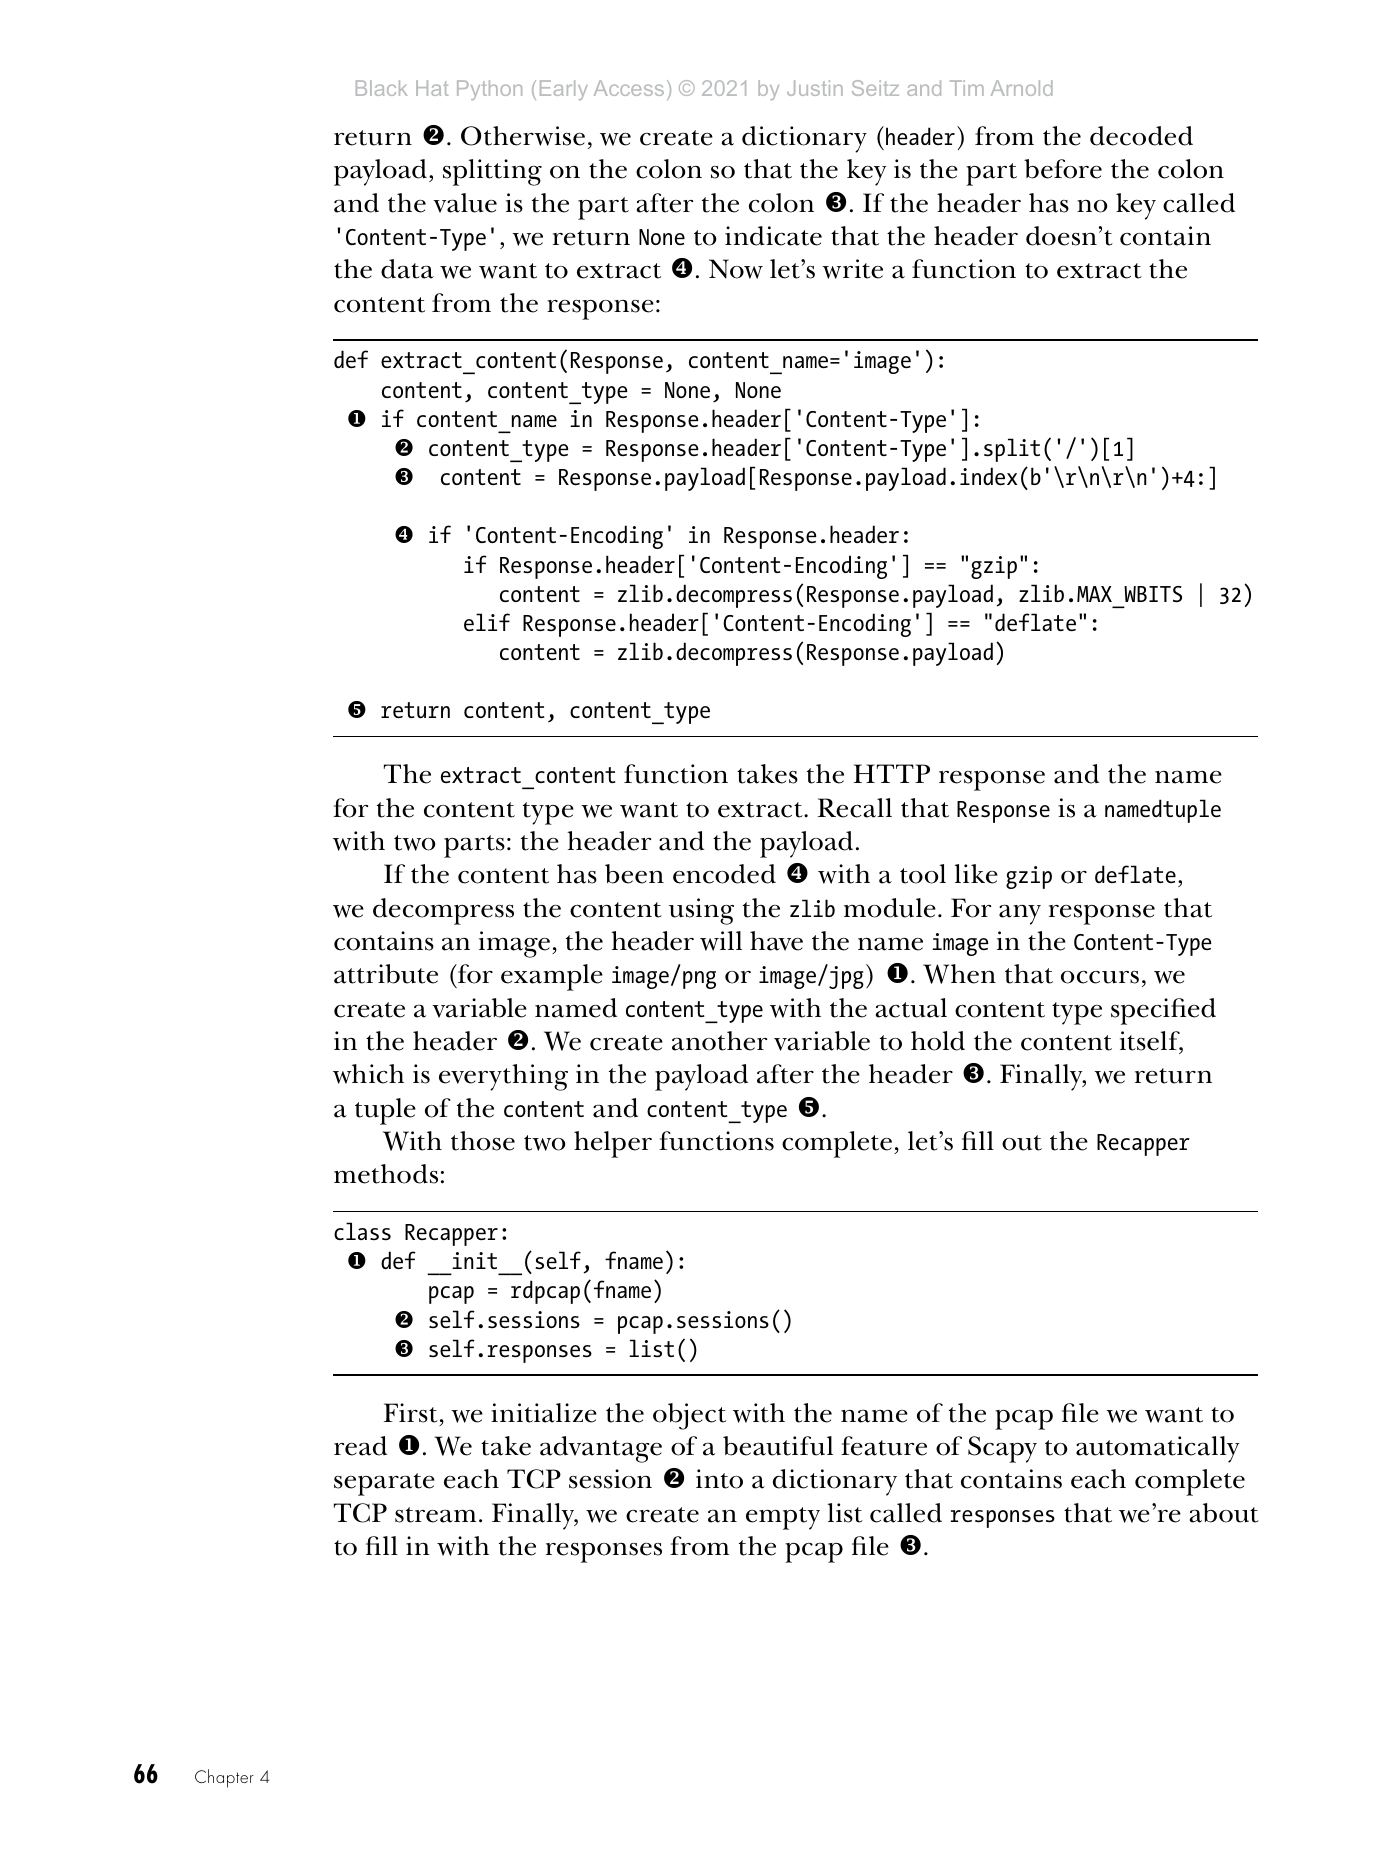 Black Hat Python (Early Access) © 2021 by Justin Seitz and Tim Arnold
return ❷. Otherwise, we create a dictionary (header) from the decoded
payload, splitting on the colon so that the key is the part before the colon
and the value is the part after the colon ❸. If the header has no key called
'Content-Type', we return None to indicate that the header doesn’t contain
the data we want to extract ❹. Now let’s write a function to extract the
content from the response:
def extract_content(Response, content_name='image'):
    content, content_type = None, None
 ❶ if content_name in Response.header['Content-Type']:
     ❷ content_type = Response.header['Content-Type'].split('/')[1]
     ❸  content = Response.payload[Response.payload.index(b'\r\n\r\n')+4:]
     ❹ if 'Content-Encoding' in Response.header:
           if Response.header['Content-Encoding'] == "gzip":
              content = zlib.decompress(Response.payload, zlib.MAX_WBITS | 32)
           elif Response.header['Content-Encoding'] == "deflate":
              content = zlib.decompress(Response.payload)
 ❺ return content, content_type
The extract_content function takes the HTTP response and the name
for the content type we want to extract. Recall that Response is a namedtuple
with two parts: the header and the payload.
If the content has been encoded ❹ with a tool like gzip or deflate,
we decompress the content using the zlib module. For any response that
contains an image, the header will have the name image in the Content-Type
attribute (for example image/png or image/jpg) ❶. When that occurs, we
create a variable named content_type with the actual content type specified
in the header ❷. We create another variable to hold the content itself,
which is everything in the payload after the header ❸. Finally, we return
a tuple of the content and content_type ❺.
With those two helper functions complete, let’s fill out the Recapper
methods:
class Recapper:
 ❶ def __init__(self, fname):
        pcap = rdpcap(fname)
     ❷ self.sessions = pcap.sessions()
     ❸ self.responses = list()
First, we initialize the object with the name of the pcap file we want to
read ❶. We take advantage of a beautiful feature of Scapy to automatically
separate each TCP session ❷ into a dictionary that contains each complete
TCP stream. Finally, we create an empty list called responses that we’re about
to fill in with the responses from the pcap file ❸.
66 Chapter 4